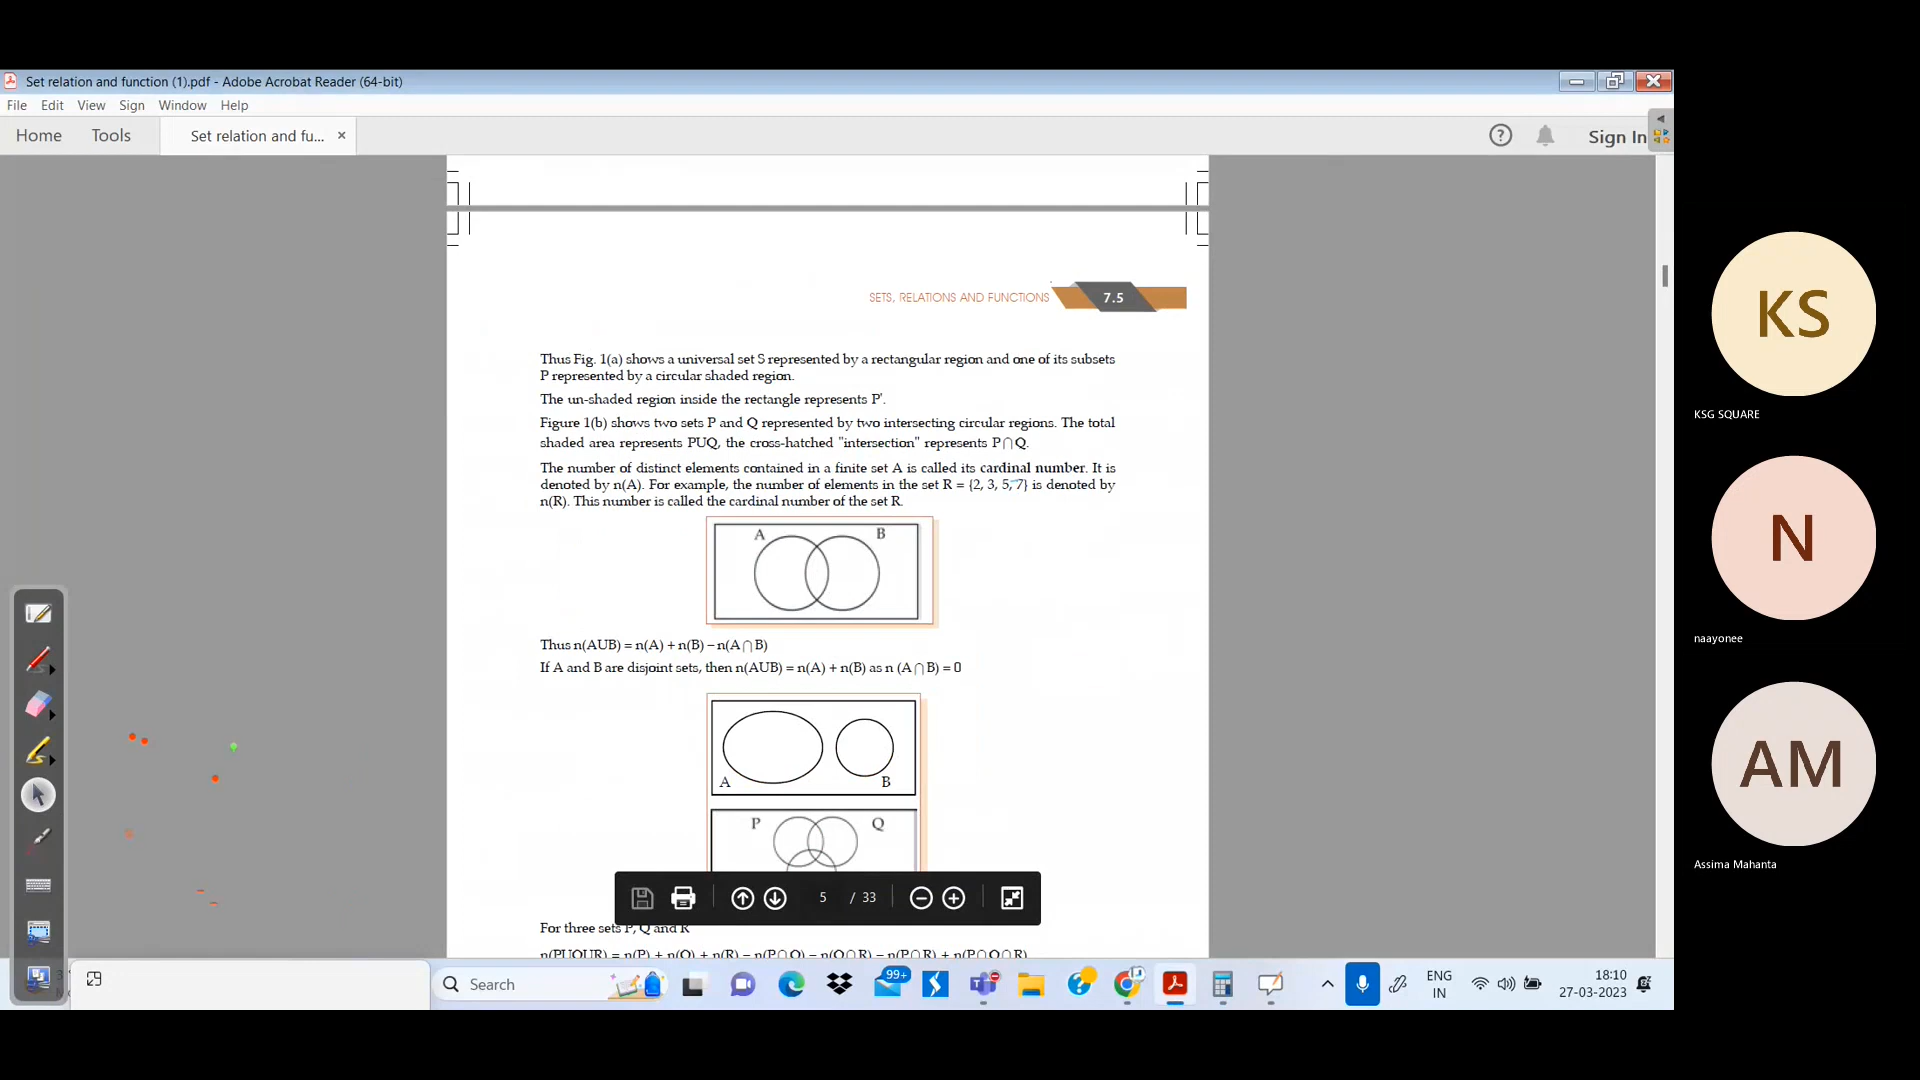 Set relation and function (1).pdf - Adobe Acrobat Reader (64-bit)
File Edit View Sign Window Help
Home Tools Set relation and fu... ×
Sign In
SETS, RELATIONS AND FUNCTIONS 7.5
Thus Fig. 1(a) shows a universal set S represented by a rectangular region and one of its subsets
P represented by a circular shaded region.
The un-shaded region inside the rectangle represents P'.
Figure 1(b) shows two sets P and Q represented by two intersecting circular regions. The total
shaded area represents PUQ, the cross-hatched "intersection" represents P⋂Q.
The number of distinct elements contained in a finite set A is called its cardinal number. It is
denoted by n(A). For example, the number of elements in the set R = {2, 3, 5, 7} is denoted by
n(R). This number is called the cardinal number of the set R.
A B
Thus n(AUB) = n(A) + n(B) – n(A⋂B)
If A and B are disjoint sets, then n(AUB) = n(A) + n(B) as n (A⋂B) = 0
A B
P Q
5 / 33
For three sets P, Q and R
n(PUQUR) = n(P) + n(Q) + n(R) – n(P⋂Q) – n(Q⋂R) – n(P⋂R) + n(P⋂Q⋂R)
Search
99+
ENG
IN
18:10
27-03-2023
KS
KSG SQUARE
N
naayonee
AM
Assima Mahanta